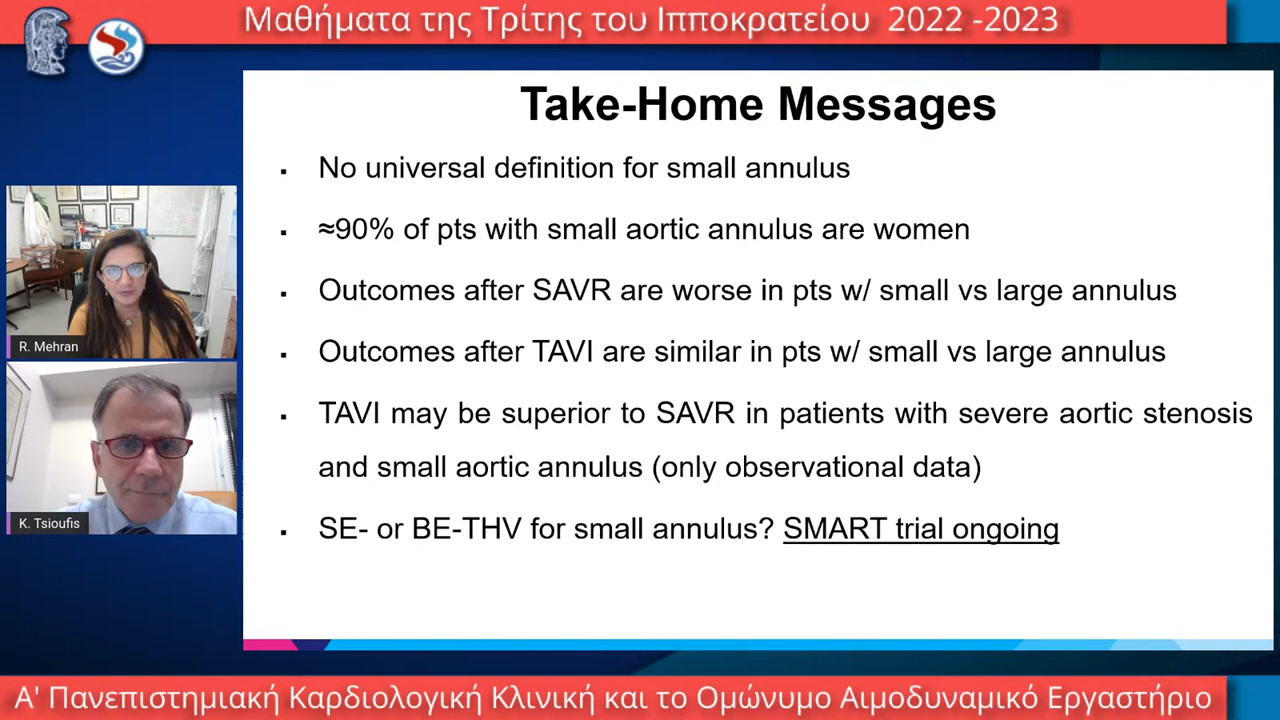 Μαθήματα της Τρίτης του Ιπποκρατείου 2022 -2023
Take-Home Messages
▪ No universal definition for small annulus
▪ ≈90% of pts with small aortic annulus are women
▪ Outcomes after SAVR are worse in pts w/ small vs large annulus
▪ Outcomes after TAVI are similar in pts w/ small vs large annulus
▪ TAVI may be superior to SAVR in patients with severe aortic stenosis
and small aortic annulus (only observational data)
▪ SE- or BE-THV for small annulus? SMART trial ongoing
R. Mehran
K. Tsioufis
Α' Πανεπιστημιακή Καρδιολογική Κλινική και το Ομώνυμο Αιμοδυναμικό Εργαστήριο